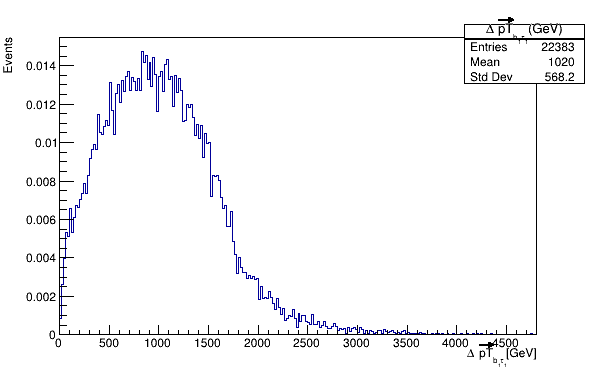 Δ pT b₁τ₁ (GeV)
Entries 22383
Mean 1020
Std Dev 568.2
Events
0.014
0.012
0.01
0.008
0.006
0.004
0.002
0
0 500 1000 1500 2000 2500 3000 3500 4000 4500
Δ pT b₁τ₁ [GeV]